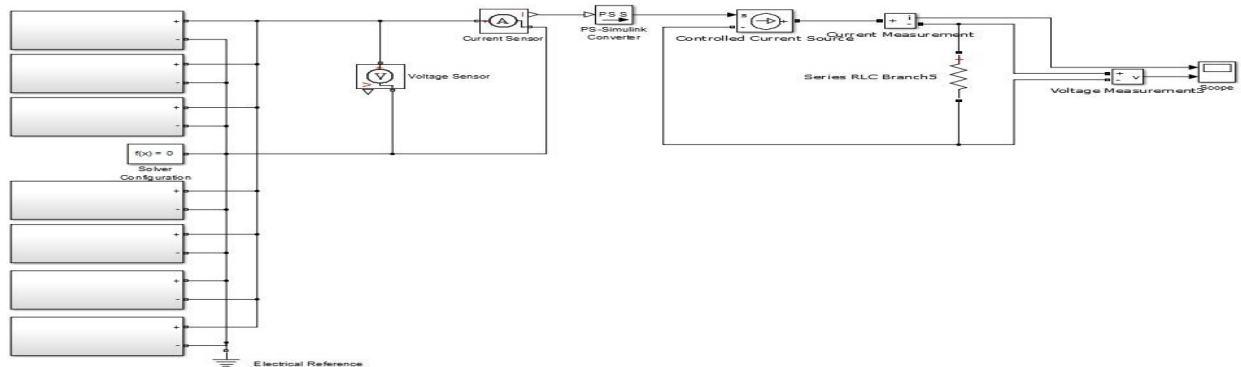 +
-
+
-
+
-
f(x) = 0
Solver
Configuration
+
-
+
-
+
-
+
-
Electrical Reference
V
Voltage Sensor
A
I
Current Sensor
PS S
PS-Simulink
Converter
s
+
-
Controlled Current Source
+
-
i
Current Measurement
+
Series RLC Branch5
+
-
v
Voltage Measurement3
Scope